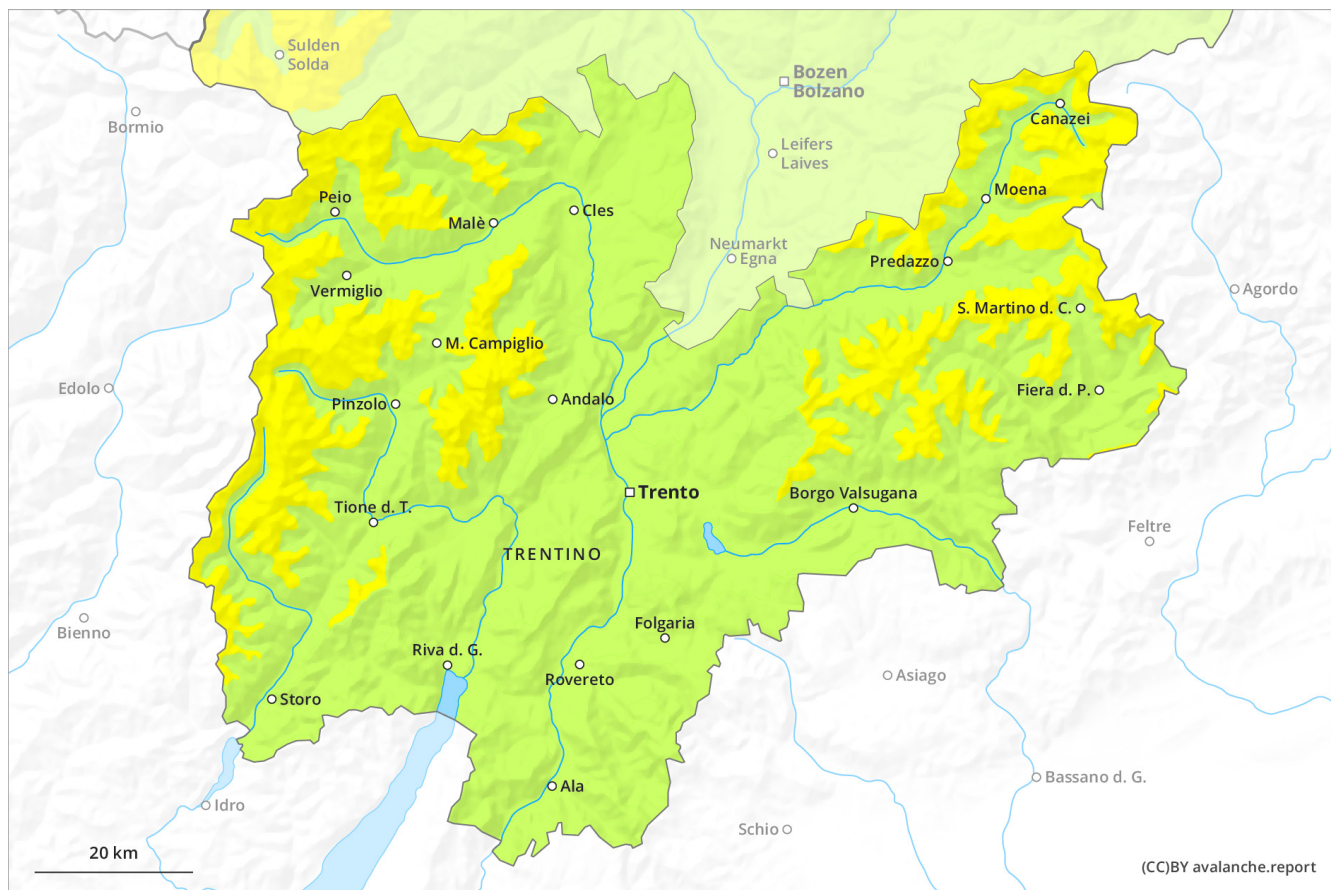 Sulden
Solda
Bozen
Bolzano
Bormio
Canazei
Leifers
Laives
Moena
Peio
Cles
Malè
Neumarkt
Egna
Predazzo
Vermiglio
Agordo
S. Martino d. C.
M. Campiglio
Edolo
Fiera d. P.
Andalo
Pinzolo
Trento
Borgo Valsugana
Tione d. T.
Feltre
TRENTINO
Bienno
Folgaria
Riva d. G.
Rovereto
Asiago
Storo
Bassano d. G.
Ala
Idro
Schio
20 km
(CC)BY avalanche.report